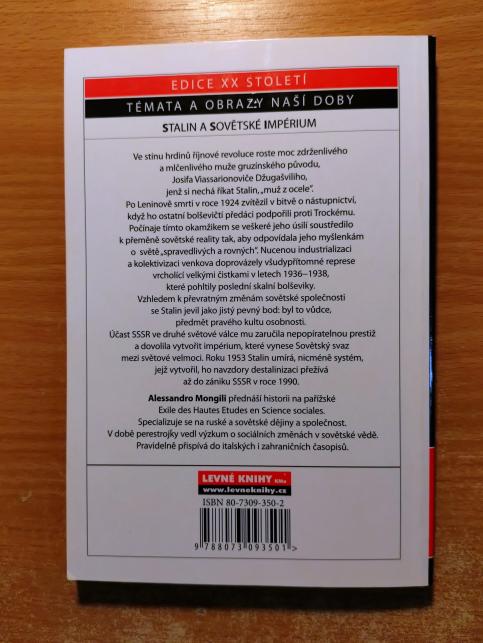 EDICE XX STOLETÍ
TÉMATA A OBRAZY NAŠÍ DOBY
STALIN A SOVĚTSKÉ IMPÉRIUM
Ve stínu hrdinů říjnové revoluce roste moc zdrženlivého
a mlčenlivého muže gruzínského původu,
Josifa Viassarionoviče Džugašviliho,
jenž si nechá říkat Stalin, „muž z ocele".
Po Leninově smrti v roce 1924 zvítězil v bitvě o nástupnictví,
když ho ostatní bolševičtí předáci podpořili proti Trockému.
Počínaje tímto okamžikem se veškeré jeho úsilí soustředilo
k přeměně sovětské reality tak, aby odpovídala jeho myšlenkám
o světě „spravedlivých a rovných". Nucenou industrializaci
a kolektivizaci venkova doprovázely všudypřítomné represe
vrcholící velkými čistkami v letech 1936–1938,
které pohltily poslední skalní bolševiky.
Vzhledem k převratným změnám sovětské společnosti
se Stalin jevil jako jistý pevný bod: byl to vůdce,
předmět pravého kultu osobnosti.
Účast SSSR ve druhé světové válce mu zaručila nepopiratelnou prestiž
a dovolila vytvořit impérium, které vynese Sovětský svaz
mezi světové velmoci. Roku 1953 Stalin umírá, nicméně systém,
jejž vytvořil, ho navzdory destalinizaci přežívá
až do zániku SSSR v roce 1990.
Alessandro Mongili přednáší historii na pařížské
Exile des Hautes Etudes en Science sociales.
Specializuje se na ruské a sovětské dějiny a společnost.
V době perestrojky vedl výzkum o sociálních změnách v sovětské vědě.
Pravidelně přispívá do italských i zahraničních časopisů.
LEVNÉ KNIHY KMa
www.levneknihy.cz
ISBN 80-7309-350-2
9 788073 093501 >